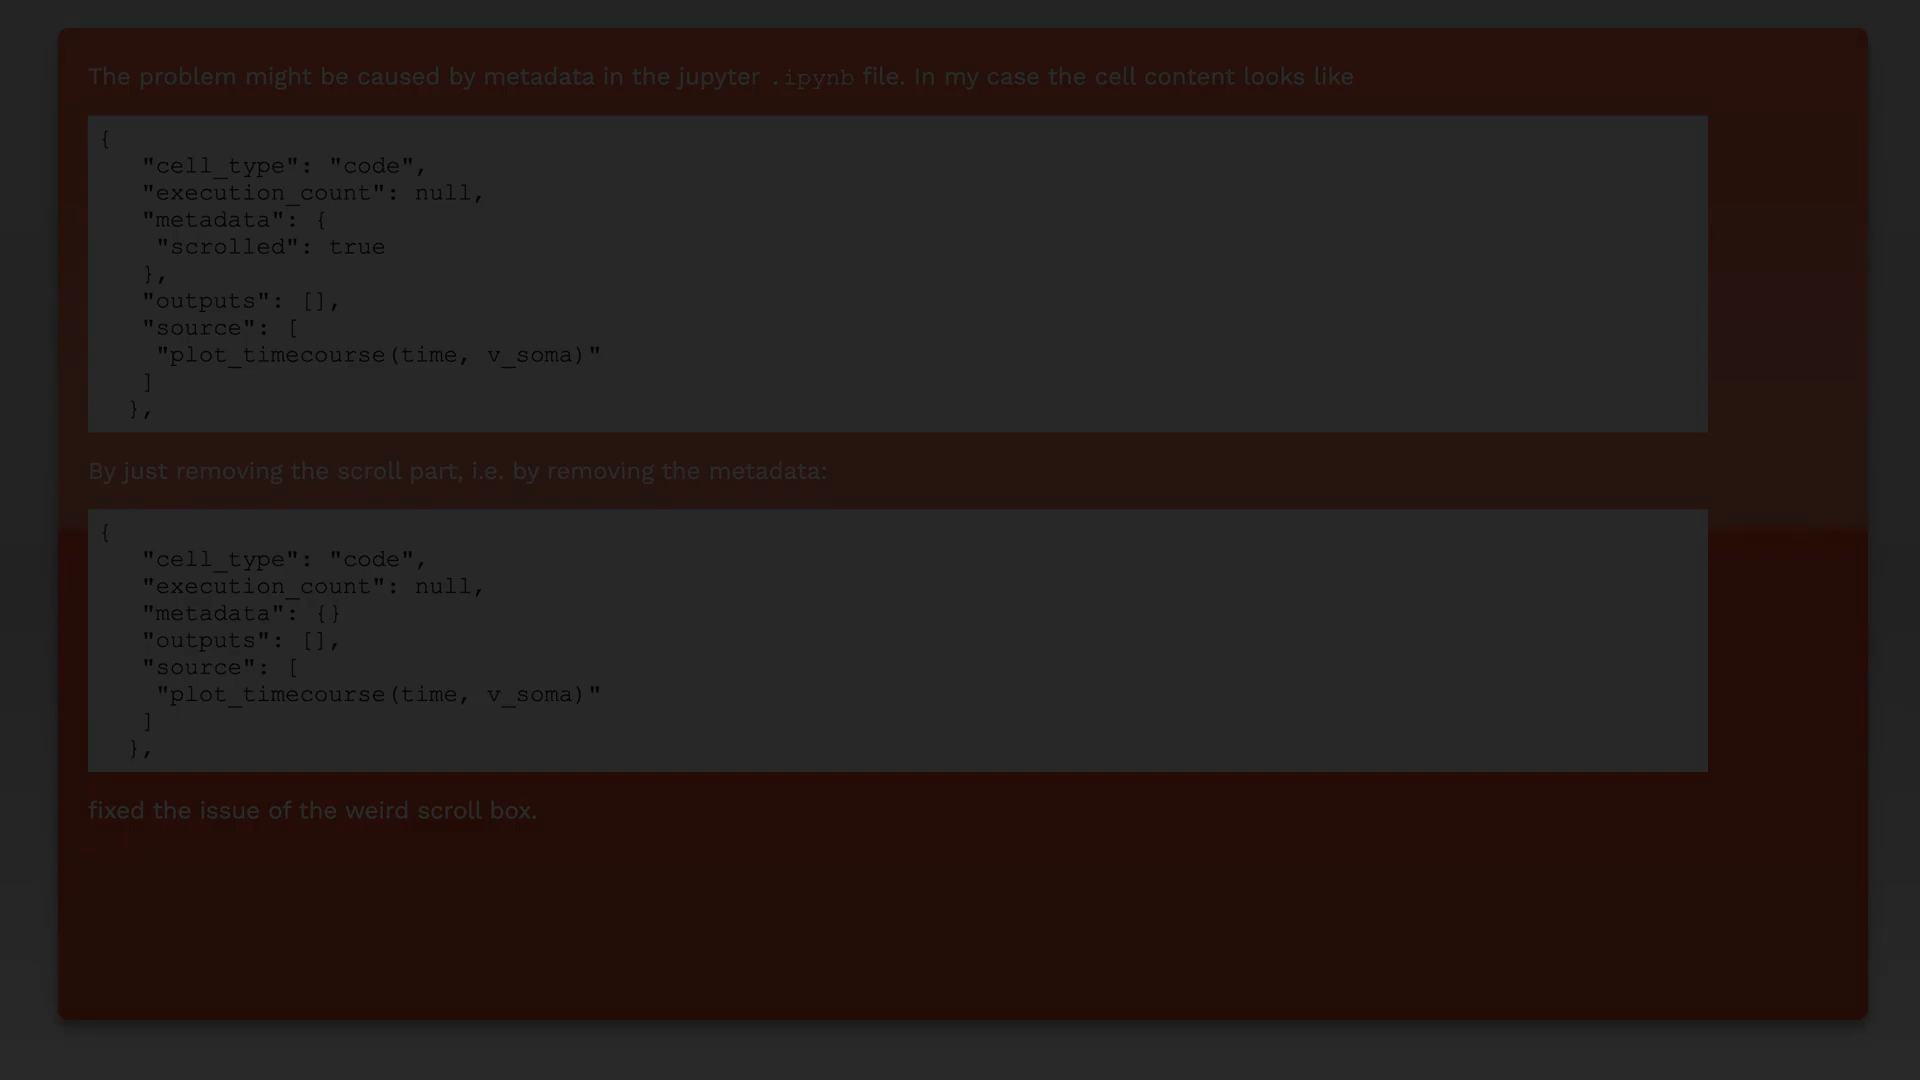 The problem might be caused by metadata in the jupyter .ipynb file. In my case the cell content looks like
{
   "cell_type": "code",
   "execution_count": null,
   "metadata": {
    "scrolled": true
   },
   "outputs": [],
   "source": [
    "plot_timecourse(time, v_soma)"
   ]
  },
By just removing the scroll part, i.e. by removing the metadata:
{
   "cell_type": "code",
   "execution_count": null,
   "metadata": {}
   "outputs": [],
   "source": [
    "plot_timecourse(time, v_soma)"
   ]
  },
fixed the issue of the weird scroll box.